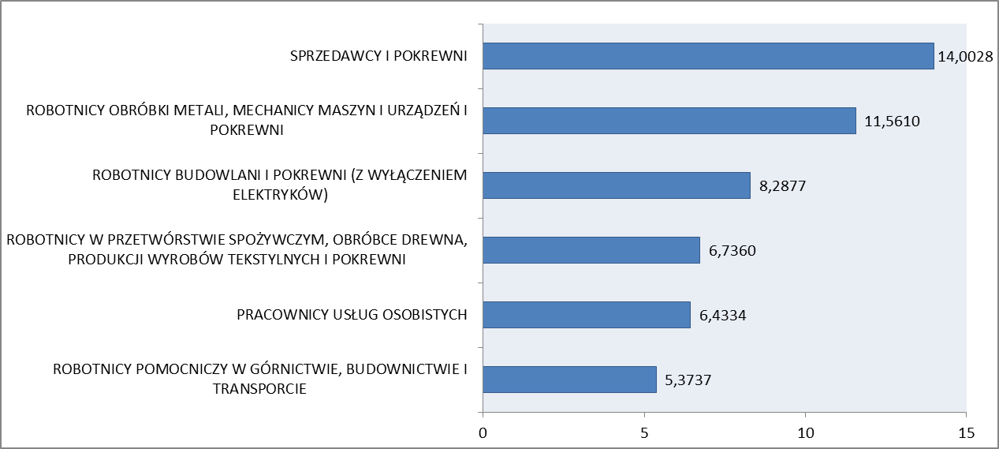 SPRZEDAWCY I POKREWNI
14,0028
ROBOTNICY OBRÓBKI METALI, MECHANICY MASZYN I URZĄDZEŃ I
POKREWNI
11,5610
ROBOTNICY BUDOWLANI I POKREWNI (Z WYŁĄCZENIEM
ELEKTRYKÓW)
8,2877
ROBOTNICY W PRZETWÓRSTWIE SPOŻYWCZYM, OBRÓBCE DREWNA,
PRODUKCJI WYROBÓW TEKSTYLNYCH I POKREWNI
6,7360
PRACOWNICY USŁUG OSOBISTYCH
6,4334
ROBOTNICY POMOCNICZY W GÓRNICTWIE, BUDOWNICTWIE I
TRANSPORCIE
5,3737
0 5 10 15